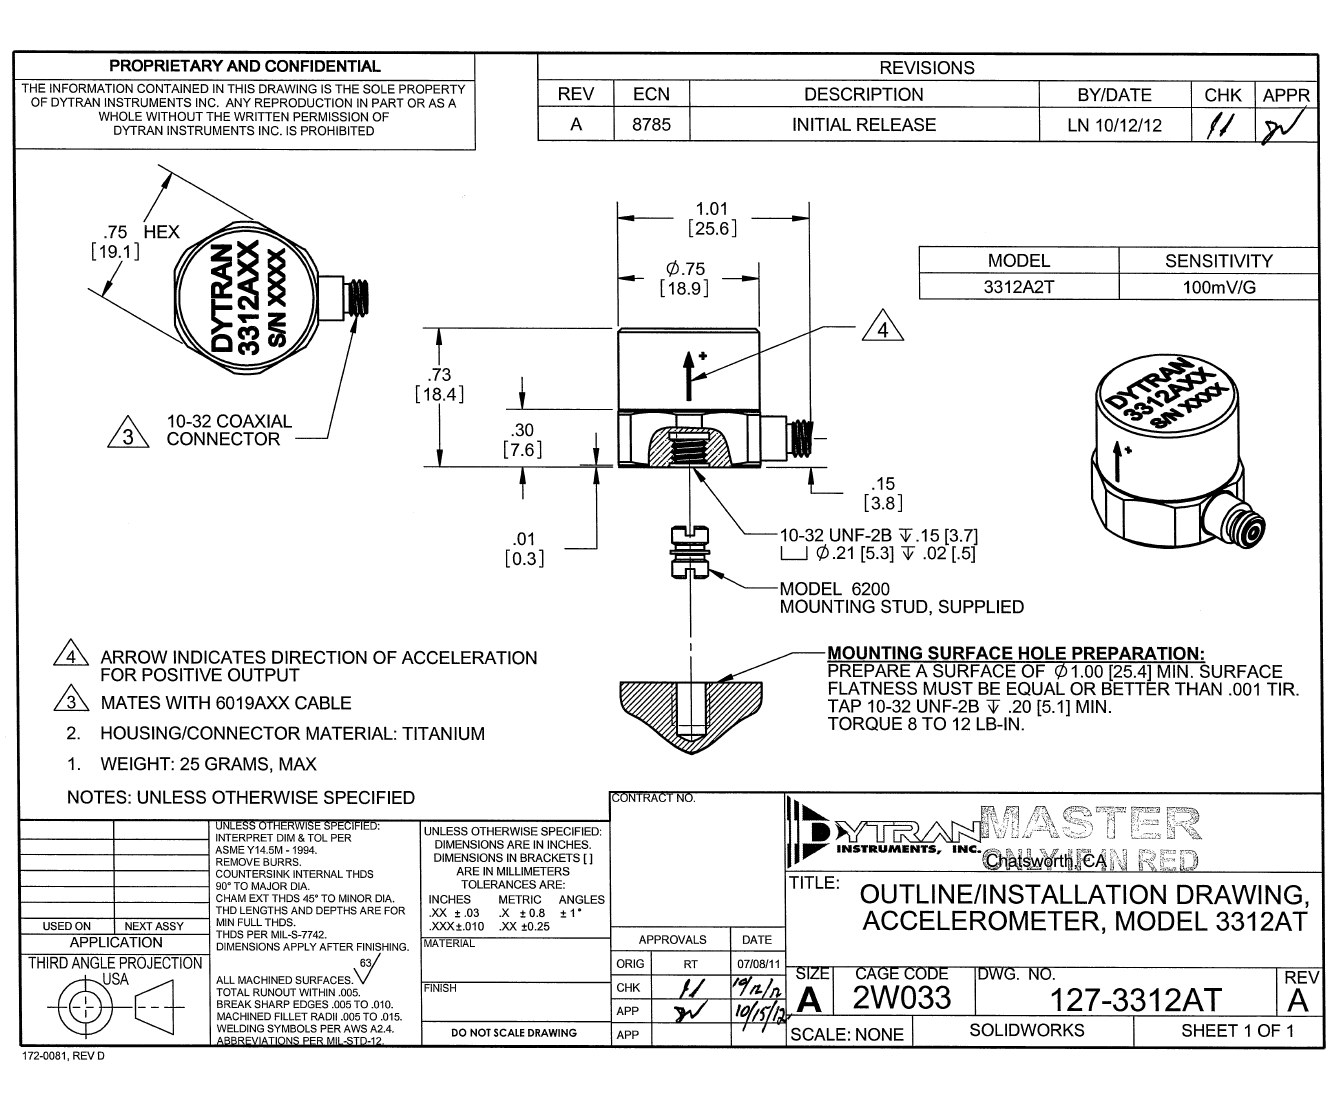 PROPRIETARY AND CONFIDENTIAL
THE INFORMATION CONTAINED IN THIS DRAWING IS THE SOLE PROPERTY
OF DYTRAN INSTRUMENTS INC. ANY REPRODUCTION IN PART OR AS A
WHOLE WITHOUT THE WRITTEN PERMISSION OF
DYTRAN INSTRUMENTS INC. IS PROHIBITED
REVISIONS
REV ECN DESCRIPTION BY/DATE CHK APPR
A 8785 INITIAL RELEASE LN 10/12/12
.75 HEX
[19.1]
DYTRAN
3312AXX
S/N XXXX
3
10-32 COAXIAL
CONNECTOR
1.01
[25.6]
Ø.75
[18.9]
4
+
.73
[18.4]
.30
[7.6]
.01
[0.3]
.15
[3.8]
MODEL SENSITIVITY
3312A2T 100mV/G
DYTRAN
3312AXX
S/N XXXX
+
10-32 UNF-2B ↧ .15 [3.7]
⌴ Ø.21 [5.3] ↧ .02 [.5]
MODEL 6200
MOUNTING STUD, SUPPLIED
MOUNTING SURFACE HOLE PREPARATION:
PREPARE A SURFACE OF Ø1.00 [25.4] MIN. SURFACE
FLATNESS MUST BE EQUAL OR BETTER THAN .001 TIR.
TAP 10-32 UNF-2B ↧ .20 [5.1] MIN.
TORQUE 8 TO 12 LB-IN.
4 ARROW INDICATES DIRECTION OF ACCELERATION
FOR POSITIVE OUTPUT
3 MATES WITH 6019AXX CABLE
2. HOUSING/CONNECTOR MATERIAL: TITANIUM
1. WEIGHT: 25 GRAMS, MAX
NOTES: UNLESS OTHERWISE SPECIFIED
USED ON NEXT ASSY
APPLICATION
THIRD ANGLE PROJECTION
USA
UNLESS OTHERWISE SPECIFIED:
INTERPRET DIM & TOL PER
ASME Y14.5M - 1994.
REMOVE BURRS.
COUNTERSINK INTERNAL THDS
90° TO MAJOR DIA.
CHAM EXT THDS 45° TO MINOR DIA.
THD LENGTHS AND DEPTHS ARE FOR
MIN FULL THDS.
THDS PER MIL-S-7742.
DIMENSIONS APPLY AFTER FINISHING.
63
ALL MACHINED SURFACES.
TOTAL RUNOUT WITHIN .005.
BREAK SHARP EDGES .005 TO .010.
MACHINED FILLET RADII .005 TO .015.
WELDING SYMBOLS PER AWS A2.4.
ABBREVIATIONS PER MIL-STD-12.
UNLESS OTHERWISE SPECIFIED:
DIMENSIONS ARE IN INCHES.
DIMENSIONS IN BRACKETS [ ]
ARE IN MILLIMETERS
TOLERANCES ARE:
INCHES METRIC ANGLES
.XX ± .03 .X ± 0.8 ± 1°
.XXX±.010 .XX ±0.25
MATERIAL
FINISH
DO NOT SCALE DRAWING
CONTRACT NO.
APPROVALS DATE
ORIG RT 07/08/11
CHK 10/12/12
APP 10/15/12
APP
DYTRAN
INSTRUMENTS, INC.
Chatsworth, CA
MASTER
ONLY IF IN RED
TITLE:
OUTLINE/INSTALLATION DRAWING,
ACCELEROMETER, MODEL 3312AT
SIZE CAGE CODE DWG. NO. REV
A 2W033 127-3312AT A
SCALE: NONE SOLIDWORKS SHEET 1 OF 1
172-0081, REV D